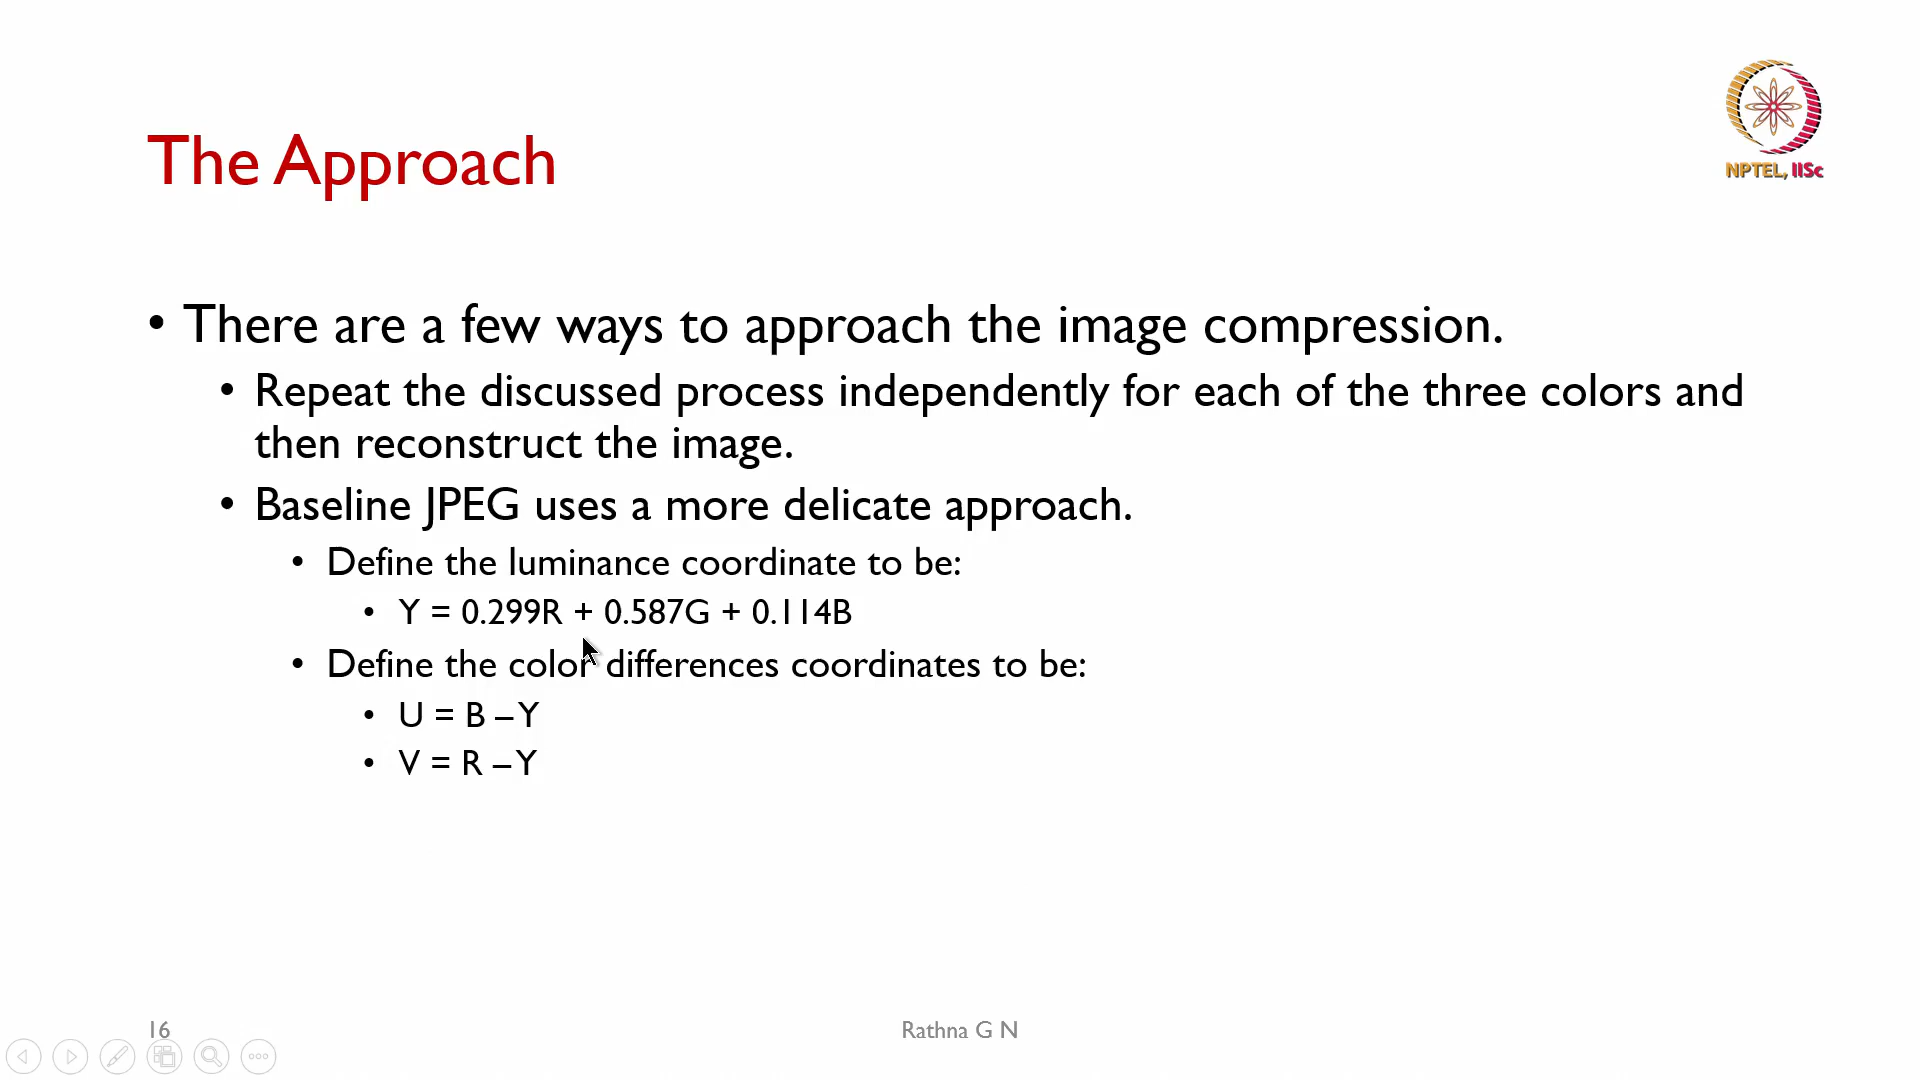 NPTEL, IISc
The Approach
• There are a few ways to approach the image compression.
• Repeat the discussed process independently for each of the three colors and
then reconstruct the image.
• Baseline JPEG uses a more delicate approach.
• Define the luminance coordinate to be:
• Y = 0.299R + 0.587G + 0.114B
• Define the color differences coordinates to be:
• U = B – Y
• V = R – Y
16
Rathna G N